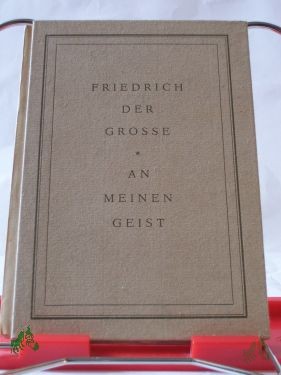 FRIEDRICH
DER
GROSSE
*
AN
MEINEN
GEIST